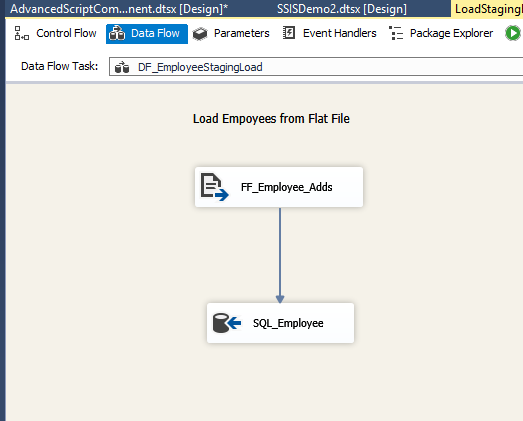 AdvancedScriptCom...nent.dtsx [Design]* SSISDemo2.dtsx [Design] LoadStagingI
Control Flow Data Flow Parameters Event Handlers Package Explorer
Data Flow Task: DF_EmployeeStagingLoad
Load Empoyees from Flat File
FF_Employee_Adds
SQL_Employee